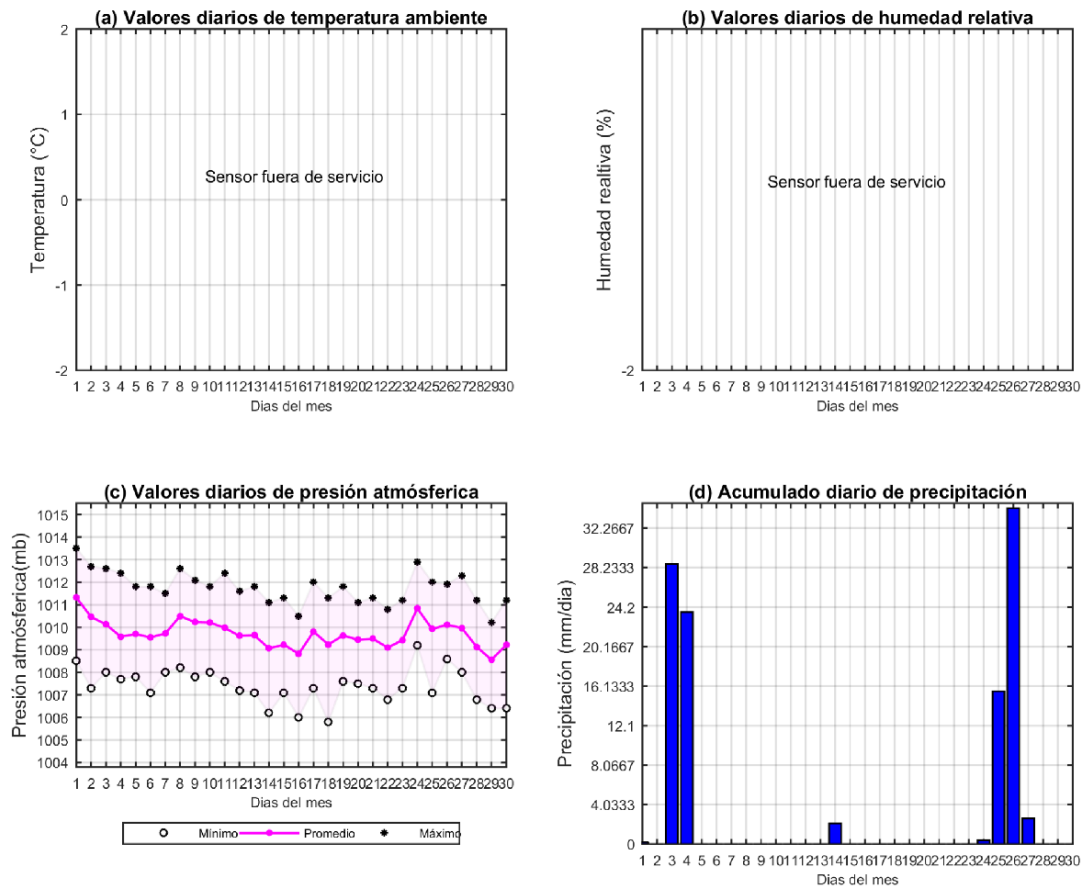 (a) Valores diarios de temperatura ambiente
2
1
0
-1
-2
Temperatura (°C)
Sensor fuera de servicio
1 2 3 4 5 6 7 8 9 10 11 12 13 14 15 16 17 18 19 20 21 22 23 24 25 26 27 28 29 30
Dias del mes
(b) Valores diarios de humedad relativa
-2
Humedad realtiva (%)
Sensor fuera de servicio
1 2 3 4 5 6 7 8 9 10 11 12 13 14 15 16 17 18 19 20 21 22 23 24 25 26 27 28 29 30
Dias del mes
(c) Valores diarios de presión atmósferica
1015
1014
1013
1012
1011
1010
1009
1008
1007
1006
1005
1004
Presión atmósferica(mb)
1 2 3 4 5 6 7 8 9 10 11 12 13 14 15 16 17 18 19 20 21 22 23 24 25 26 27 28 29 30
Dias del mes
Mínimo Promedio Máximo
(d) Acumulado diario de precipitación
32.2667
28.2333
24.2
20.1667
16.1333
12.1
8.0667
4.0333
0
Precipitación (mm/dia)
1 2 3 4 5 6 7 8 9 10 11 12 13 14 15 16 17 18 19 20 21 22 23 24 25 26 27 28 29 30
Dias del mes